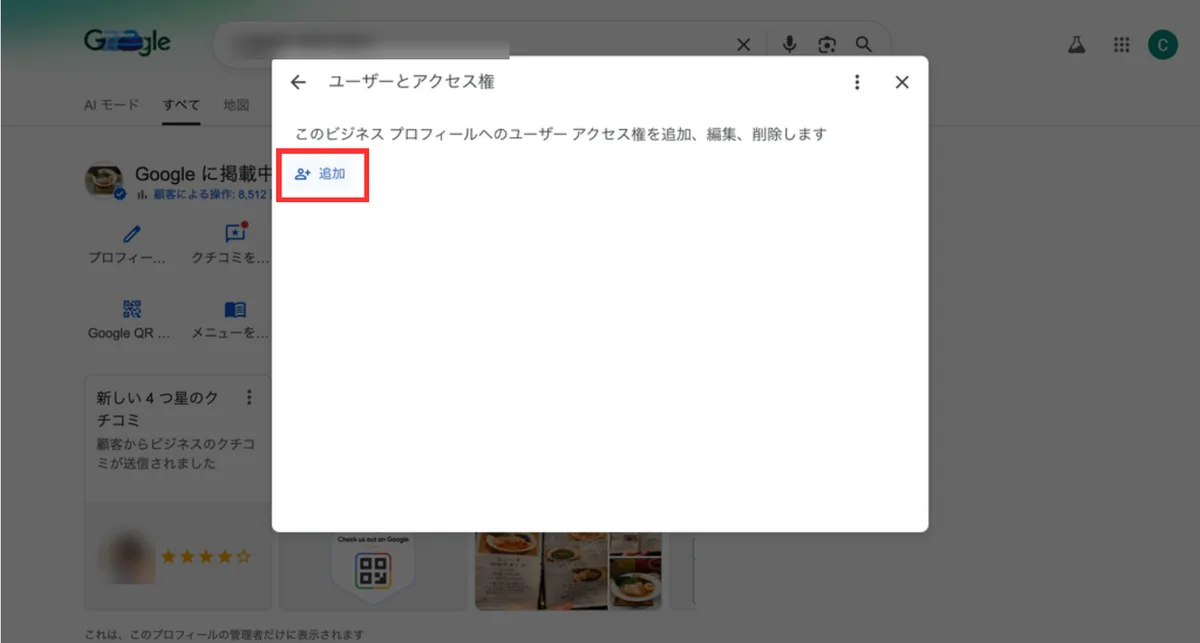 Google
C
AI モード
すべて
地図
ユーザーとアクセス権
このビジネス プロフィールへのユーザー アクセス権を追加、編集、削除します
追加
Google に掲載中
顧客による操作: 8,512
プロフィー...
クチコミを...
Google QR ...
メニューを...
新しい 4 つ星のク
チコミ
顧客からビジネスのクチコ
ミが送信されました
Check us out on Google
これは、このプロフィールの管理者だけに表示されます